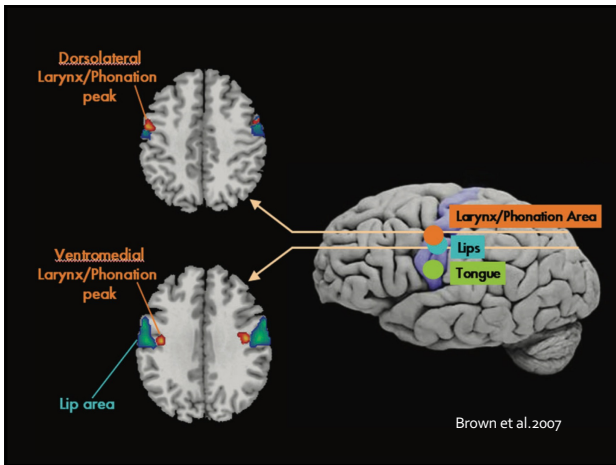 Dorsolateral
Larynx/Phonation
peak
Larynx/Phonation Area
Lips
Tongue
Ventromedial
Larynx/Phonation
peak
Lip area
Brown et al.2007